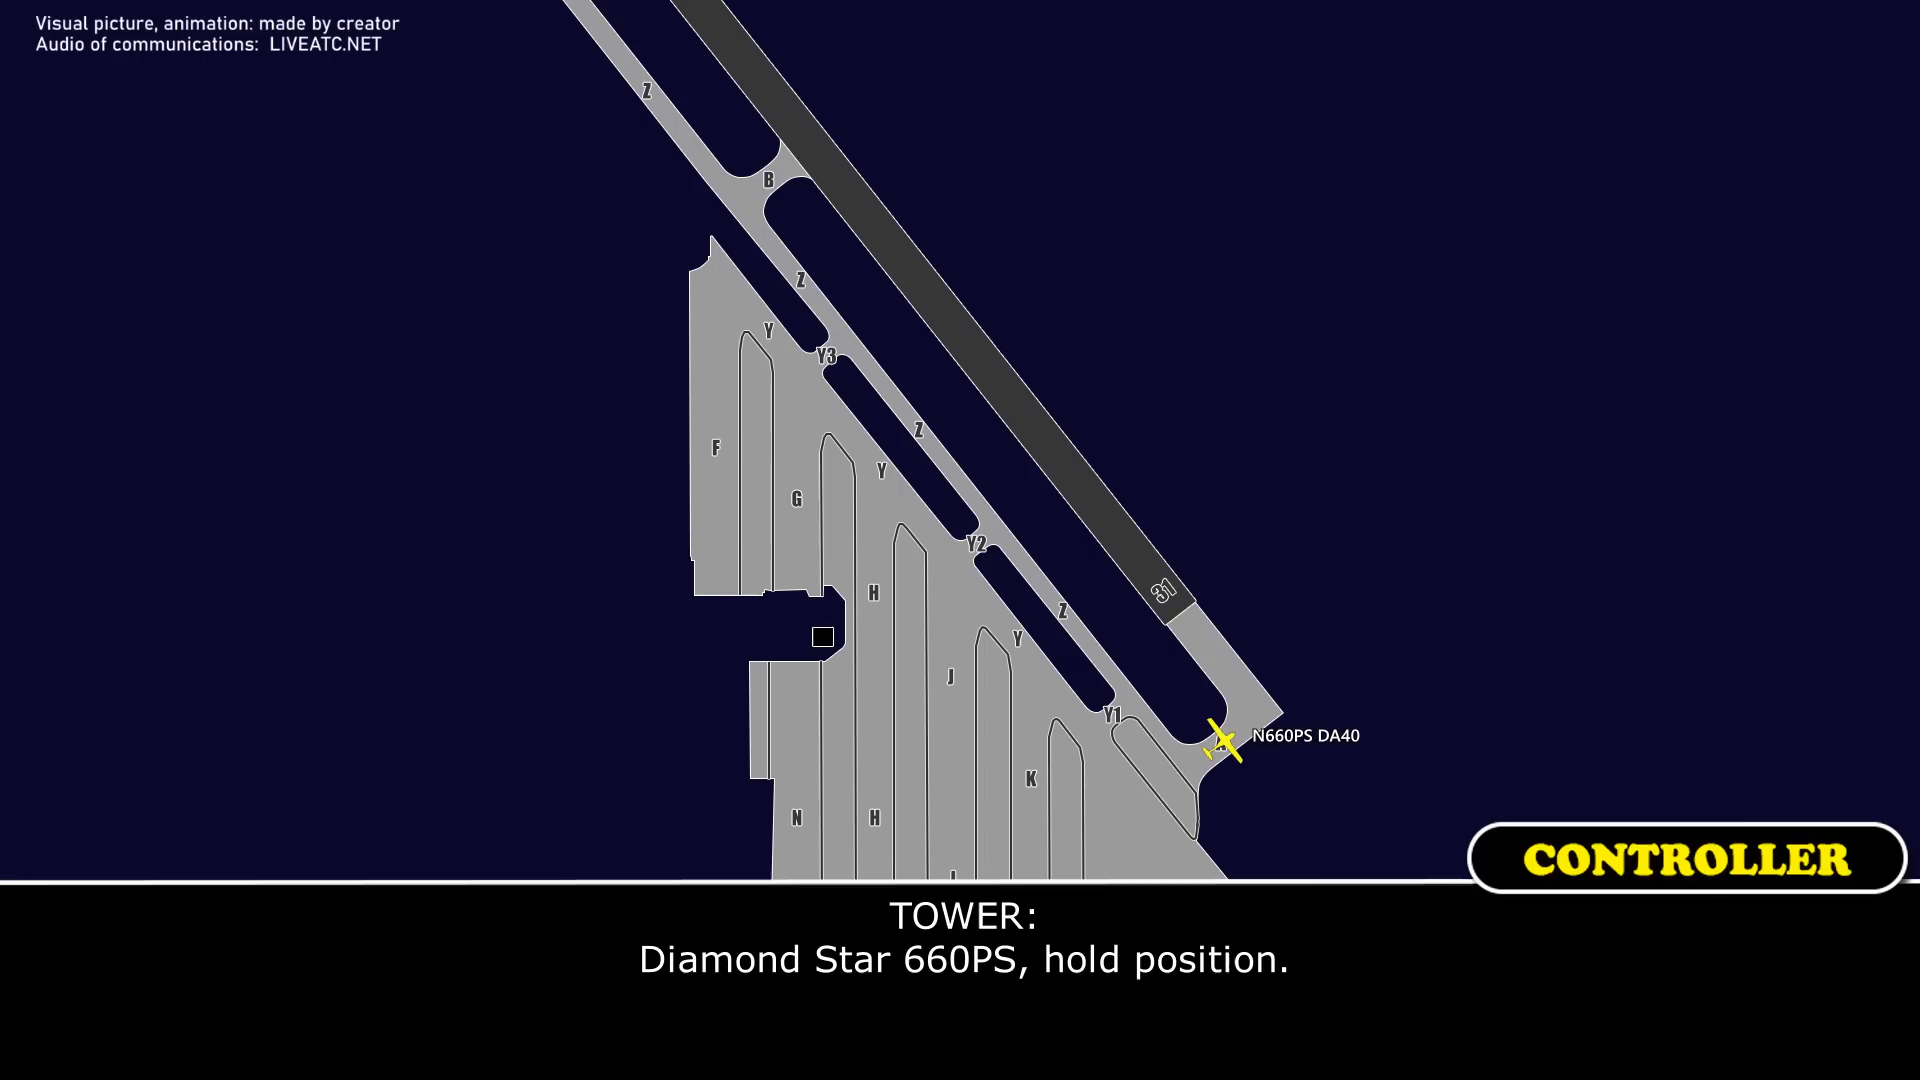 Visual picture, animation: made by creator
Audio of communications: LIVEATC.NET
Z
B
Z
Y
Y3
Z
F
Y
G
Y2
H
Z
31
Y
J
Y1
N660PS DA40
K
N
H
CONTROLLER
TOWER:
Diamond Star 660PS, hold position.